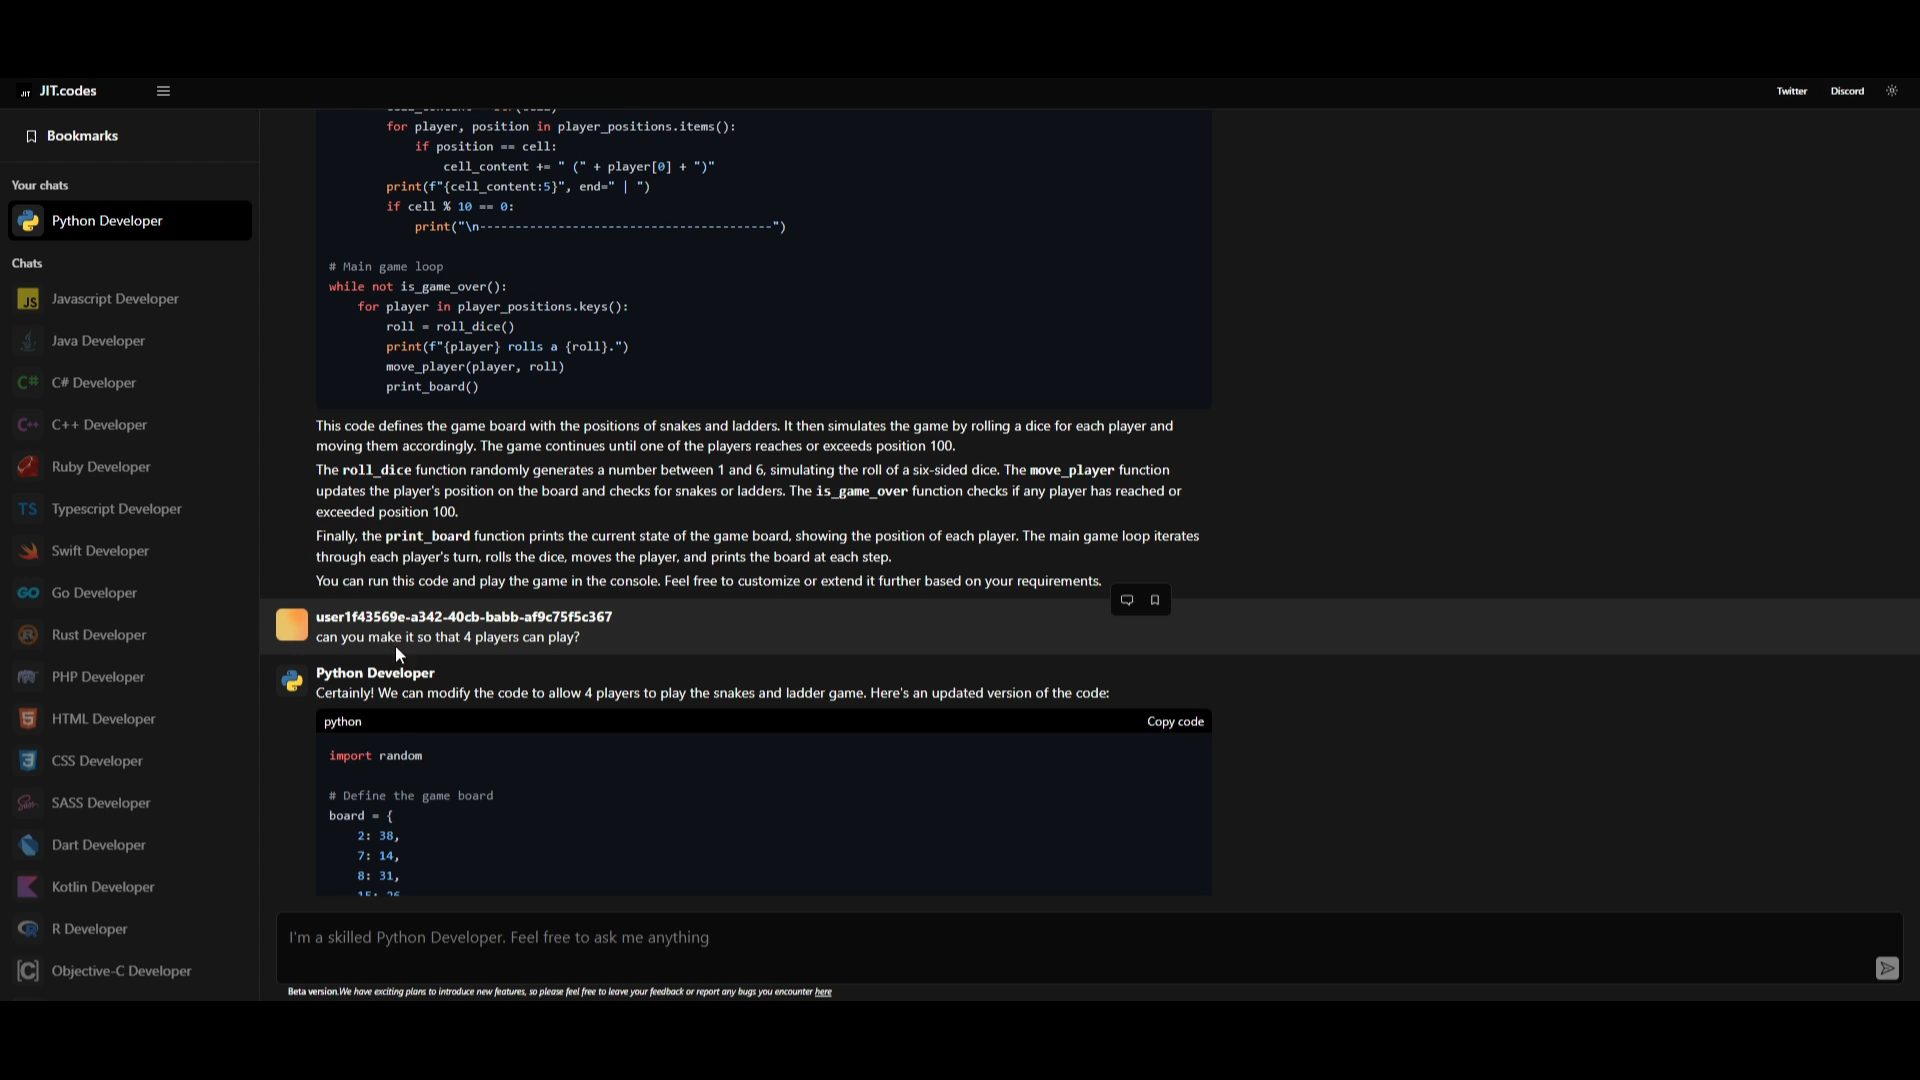 JIT JIT.codes
Twitter Discord
Bookmarks
Your chats
Python Developer
Chats
JS Javascript Developer
Java Developer
C# C# Developer
C++ C++ Developer
Ruby Developer
TS Typescript Developer
Swift Developer
GO Go Developer
Rust Developer
php PHP Developer
HTML Developer
CSS Developer
Sass SASS Developer
Dart Developer
Kotlin Developer
R R Developer
[C] Objective-C Developer
for player, position in player_positions.items():
if position == cell:
cell_content += " (" + player[0] + ")"
print(f"{cell_content:5}", end=" | ")
if cell % 10 == 0:
print("\n-----------------------------------------")
# Main game loop
while not is_game_over():
for player in player_positions.keys():
roll = roll_dice()
print(f"{player} rolls a {roll}.")
move_player(player, roll)
print_board()
This code defines the game board with the positions of snakes and ladders. It then simulates the game by rolling a dice for each player and
moving them accordingly. The game continues until one of the players reaches or exceeds position 100.
The roll_dice function randomly generates a number between 1 and 6, simulating the roll of a six-sided dice. The move_player function
updates the player's position on the board and checks for snakes or ladders. The is_game_over function checks if any player has reached or
exceeded position 100.
Finally, the print_board function prints the current state of the game board, showing the position of each player. The main game loop iterates
through each player's turn, rolls the dice, moves the player, and prints the board at each step.
You can run this code and play the game in the console. Feel free to customize or extend it further based on your requirements.
user1f43569e-a342-40cb-babb-af9c75f5c367
can you make it so that 4 players can play?
Python Developer
Certainly! We can modify the code to allow 4 players to play the snakes and ladder game. Here's an updated version of the code:
python Copy code
import random
# Define the game board
board = {
2: 38,
7: 14,
8: 31,
15: 26
I'm a skilled Python Developer. Feel free to ask me anything
Beta version.We have exciting plans to introduce new features, so please feel free to leave your feedback or report any bugs you encounter here